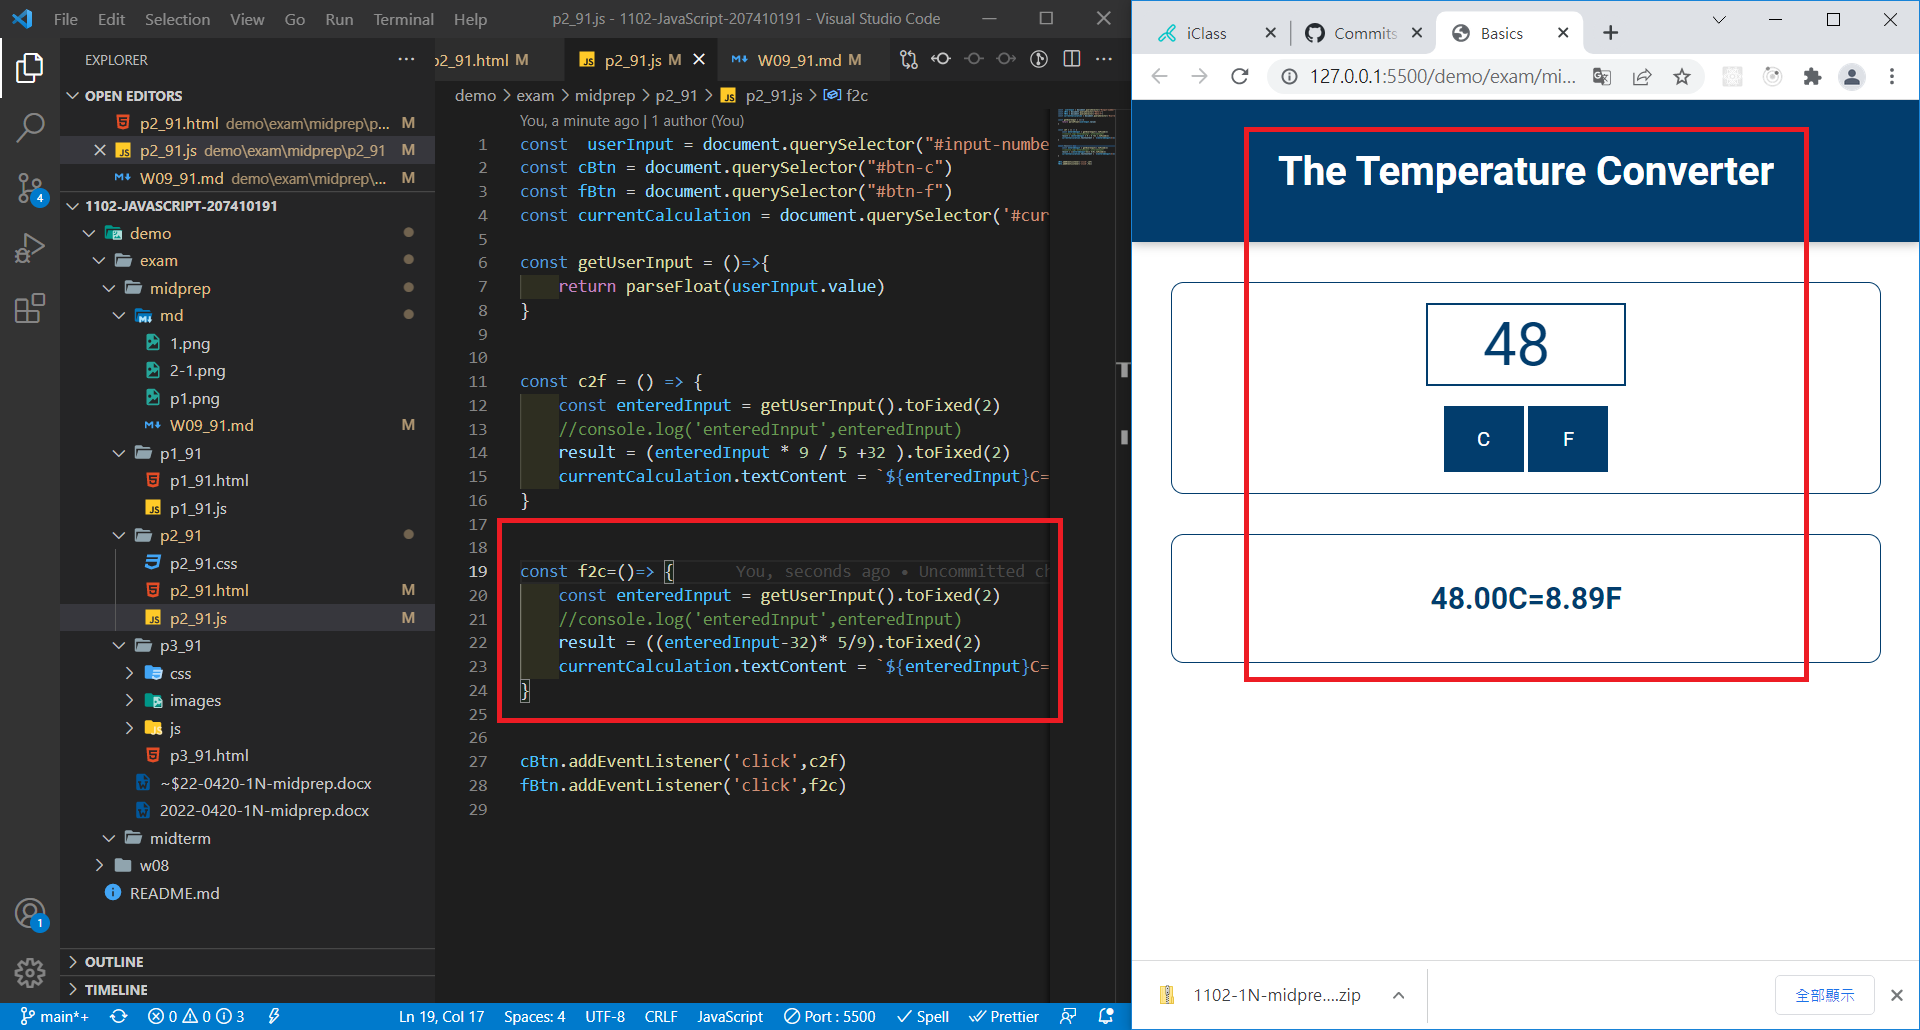 File Edit Selection View Go Run Terminal Help
p2_91.js - 1102-JavaScript-207410191 - Visual Studio Code
EXPLORER
OPEN EDITORS
p2_91.html demo\exam\midprep\p... M
p2_91.js demo\exam\midprep\p2_91 M
W09_91.md demo\exam\midprep\... M
1102-JAVASCRIPT-207410191
demo
exam
midprep
md
1.png
2-1.png
p1.png
W09_91.md M
p1_91
p1_91.html
p1_91.js
p2_91
p2_91.css
p2_91.html M
p2_91.js M
p3_91
css
images
js
p3_91.html
~$22-0420-1N-midprep.docx
2022-0420-1N-midprep.docx
midterm
w08
README.md
OUTLINE
TIMELINE
4
1
p2_91.html M
p2_91.js M
W09_91.md M
demo > exam > midprep > p2_91 > p2_91.js > f2c
You, a minute ago | 1 author (You)
1 const  userInput = document.querySelector("#input-numbe
2 const cBtn = document.querySelector("#btn-c")
3 const fBtn = document.querySelector("#btn-f")
4 const currentCalculation = document.querySelector('#cur
5
6 const getUserInput = ()=>{
7     return parseFloat(userInput.value)
8 }
9
10
11 const c2f = () => {
12     const enteredInput = getUserInput().toFixed(2)
13     //console.log('enteredInput',enteredInput)
14     result = (enteredInput * 9 / 5 +32 ).toFixed(2)
15     currentCalculation.textContent = `${enteredInput}C=
16 }
17
18
19 const f2c=()=> { You, seconds ago • Uncommitted ch
20     const enteredInput = getUserInput().toFixed(2)
21     //console.log('enteredInput',enteredInput)
22     result = ((enteredInput-32)* 5/9).toFixed(2)
23     currentCalculation.textContent = `${enteredInput}C=
24 }
25
26
27 cBtn.addEventListener('click',c2f)
28 fBtn.addEventListener('click',f2c)
29
main*+ 0 0 3 Ln 19, Col 17 Spaces: 4 UTF-8 CRLF JavaScript Port : 5500 Spell Prettier
iClass
Commits
Basics
127.0.0.1:5500/demo/exam/mi...
The Temperature Converter
48
C F
48.00C=8.89F
1102-1N-midpre....zip
全部顯示